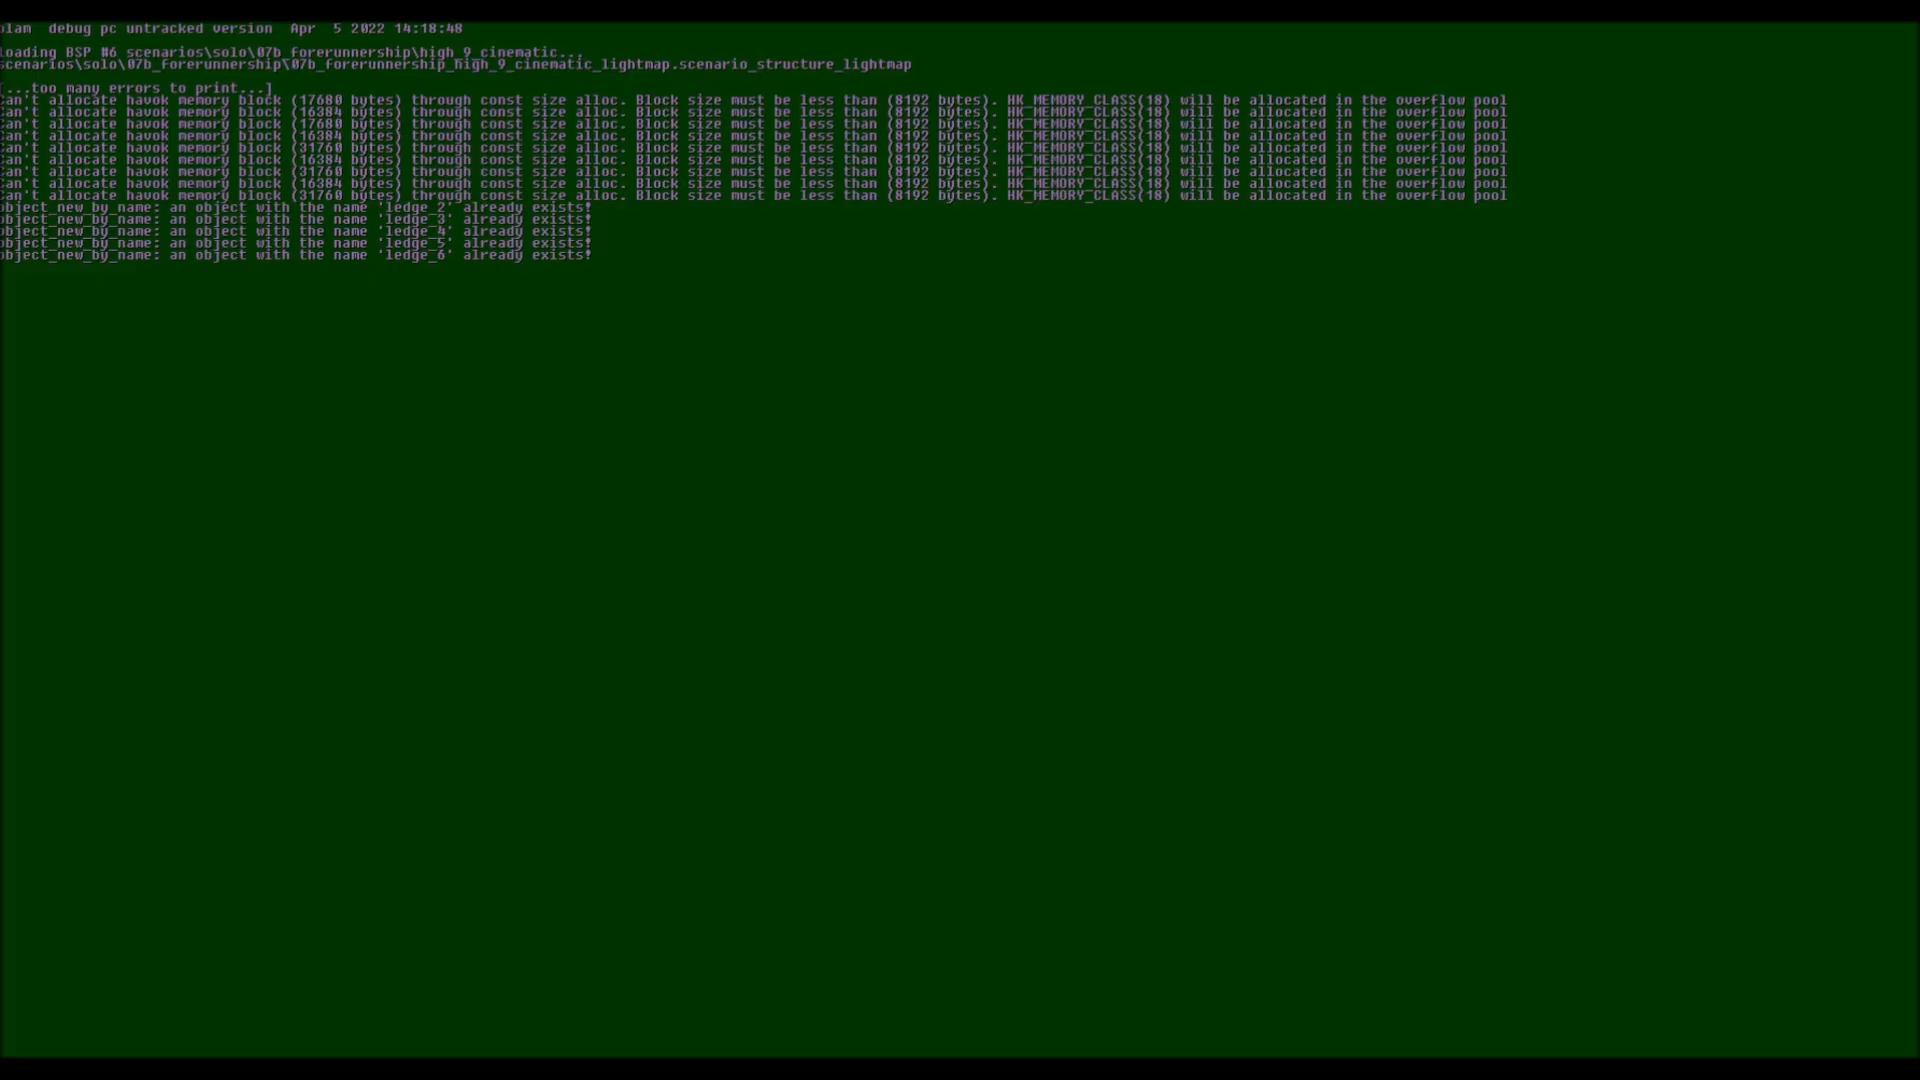 blam  debug pc untracked version  Apr  5 2022 14:18:48
loading BSP #6 scenarios\solo\07b_forerunnership\high_9_cinematic...
scenarios\solo\07b_forerunnership\07b_forerunnership_high_9_cinematic_lightmap.scenario_structure_lightmap
[...too many errors to print...]
Can't allocate havok memory block (17680 bytes) through const size alloc. Block size must be less than (8192 bytes). HK_MEMORY_CLASS(18) will be allocated in the overflow pool
Can't allocate havok memory block (16384 bytes) through const size alloc. Block size must be less than (8192 bytes). HK_MEMORY_CLASS(18) will be allocated in the overflow pool
Can't allocate havok memory block (17680 bytes) through const size alloc. Block size must be less than (8192 bytes). HK_MEMORY_CLASS(18) will be allocated in the overflow pool
Can't allocate havok memory block (16384 bytes) through const size alloc. Block size must be less than (8192 bytes). HK_MEMORY_CLASS(18) will be allocated in the overflow pool
Can't allocate havok memory block (31760 bytes) through const size alloc. Block size must be less than (8192 bytes). HK_MEMORY_CLASS(18) will be allocated in the overflow pool
Can't allocate havok memory block (16384 bytes) through const size alloc. Block size must be less than (8192 bytes). HK_MEMORY_CLASS(18) will be allocated in the overflow pool
Can't allocate havok memory block (31760 bytes) through const size alloc. Block size must be less than (8192 bytes). HK_MEMORY_CLASS(18) will be allocated in the overflow pool
Can't allocate havok memory block (16384 bytes) through const size alloc. Block size must be less than (8192 bytes). HK_MEMORY_CLASS(18) will be allocated in the overflow pool
Can't allocate havok memory block (31760 bytes) through const size alloc. Block size must be less than (8192 bytes). HK_MEMORY_CLASS(18) will be allocated in the overflow pool
object_new_by_name: an object with the name 'ledge_2' already exists!
object_new_by_name: an object with the name 'ledge_3' already exists!
object_new_by_name: an object with the name 'ledge_4' already exists!
object_new_by_name: an object with the name 'ledge_5' already exists!
object_new_by_name: an object with the name 'ledge_6' already exists!